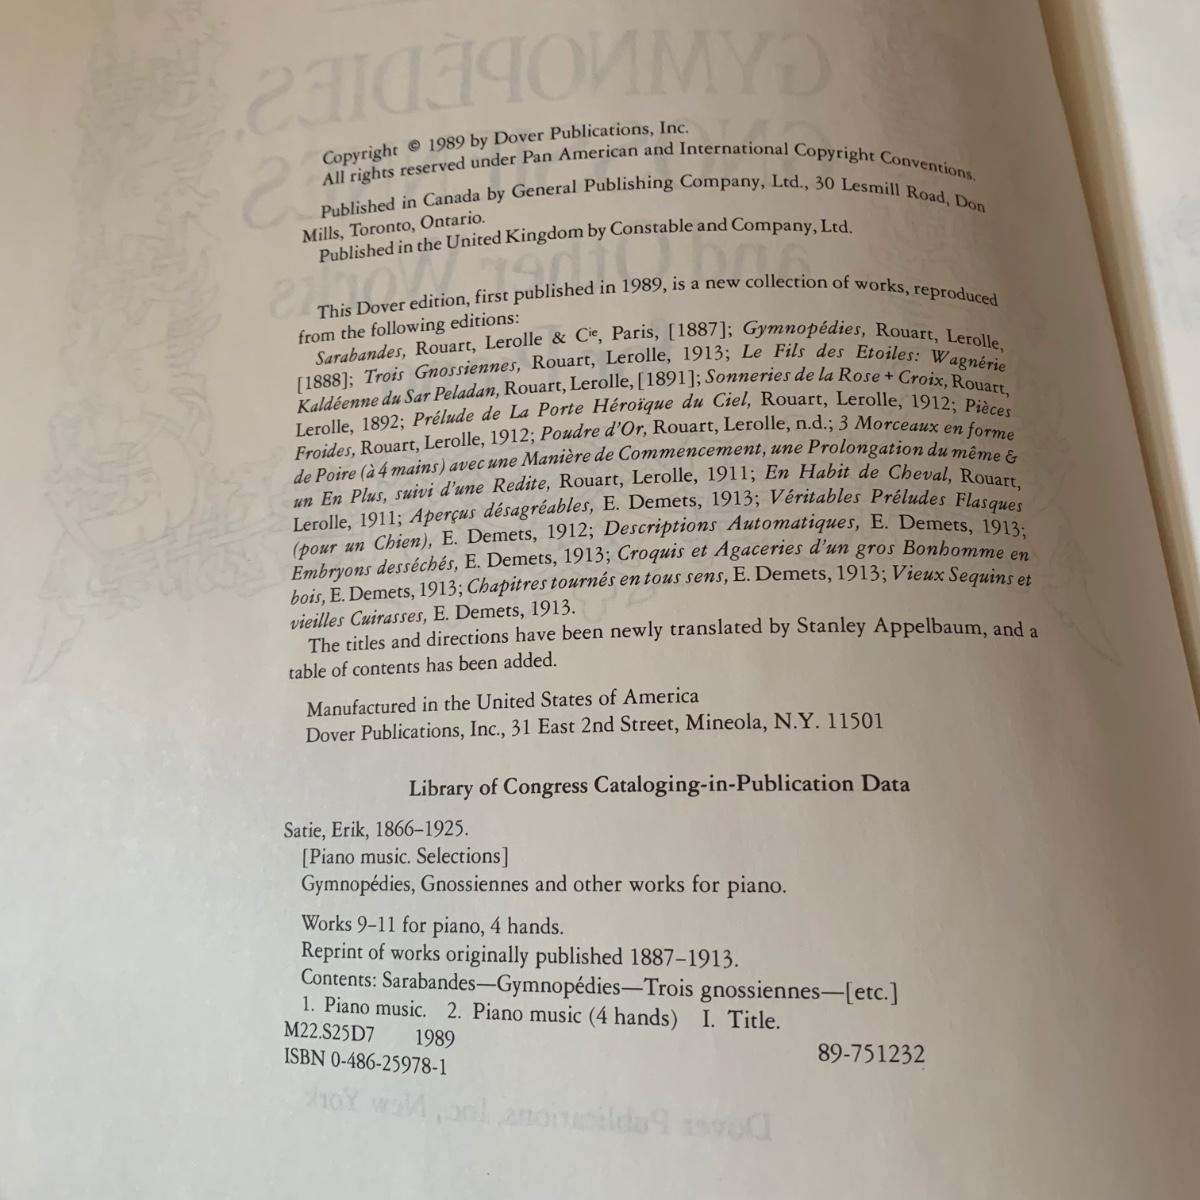 Copyright © 1989 by Dover Publications, Inc.
All rights reserved under Pan American and International Copyright Conventions.
Published in Canada by General Publishing Company, Ltd., 30 Lesmill Road, Don
Mills, Toronto, Ontario.
Published in the United Kingdom by Constable and Company, Ltd.
This Dover edition, first published in 1989, is a new collection of works, reproduced
from the following editions:
Sarabandes, Rouart, Lerolle & Cie, Paris, [1887]; Gymnopédies, Rouart, Lerolle,
[1888]; Trois Gnossiennes, Rouart, Lerolle, 1913; Le Fils des Etoiles: Wagnérie
Kaldéenne du Sar Peladan, Rouart, Lerolle, [1891]; Sonneries de la Rose + Croix, Rouart,
Lerolle, 1892; Prélude de La Porte Héroïque du Ciel, Rouart, Lerolle, 1912; Pièces
Froides, Rouart, Lerolle, 1912; Poudre d'Or, Rouart, Lerolle, n.d.; 3 Morceaux en forme
de Poire (à 4 mains) avec une Manière de Commencement, une Prolongation du même &
un En Plus, suivi d'une Redite, Rouart, Lerolle, 1911; En Habit de Cheval, Rouart,
Lerolle, 1911; Aperçus désagréables, E. Demets, 1913; Véritables Préludes Flasques
(pour un Chien), E. Demets, 1912; Descriptions Automatiques, E. Demets, 1913;
Embryons desséchés, E. Demets, 1913; Croquis et Agaceries d'un gros Bonhomme en
bois, E. Demets, 1913; Chapitres tournés en tous sens, E. Demets, 1913; Vieux Sequins et
vieilles Cuirasses, E. Demets, 1913.
The titles and directions have been newly translated by Stanley Appelbaum, and a
table of contents has been added.
Manufactured in the United States of America
Dover Publications, Inc., 31 East 2nd Street, Mineola, N.Y. 11501
Library of Congress Cataloging-in-Publication Data
Satie, Erik, 1866–1925.
[Piano music. Selections]
Gymnopédies, Gnossiennes and other works for piano.
Works 9–11 for piano, 4 hands.
Reprint of works originally published 1887–1913.
Contents: Sarabandes—Gymnopédies—Trois gnossiennes—[etc.]
1. Piano music. 2. Piano music (4 hands) I. Title.
M22.S25D7 1989
89-751232
ISBN 0-486-25978-1